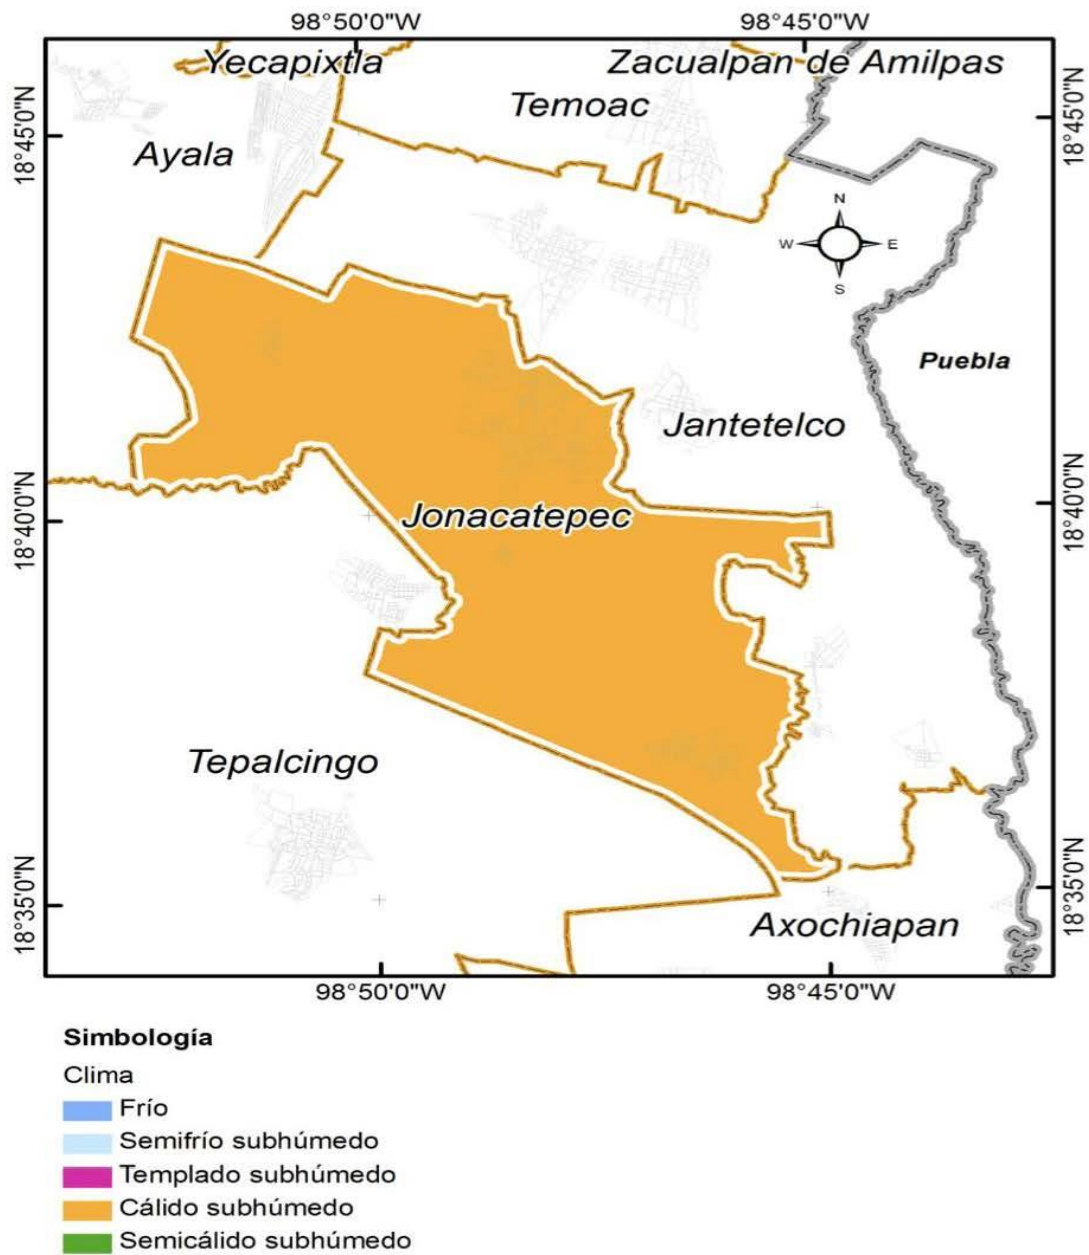 98°50'0"W
98°45'0"W
Yecapixtla
Zacualpan de Amilpas
Temoac
18°45'0"N
18°45'0"N
Ayala
N
W
E
S
Puebla
Jantetelco
18°40'0"N
18°40'0"N
Jonacatepec
Tepalcingo
18°35'0"N
18°35'0"N
Axochiapan
98°50'0"W
98°45'0"W
Simbología
Clima
Frío
Semifrío subhúmedo
Templado subhúmedo
Cálido subhúmedo
Semicálido subhúmedo